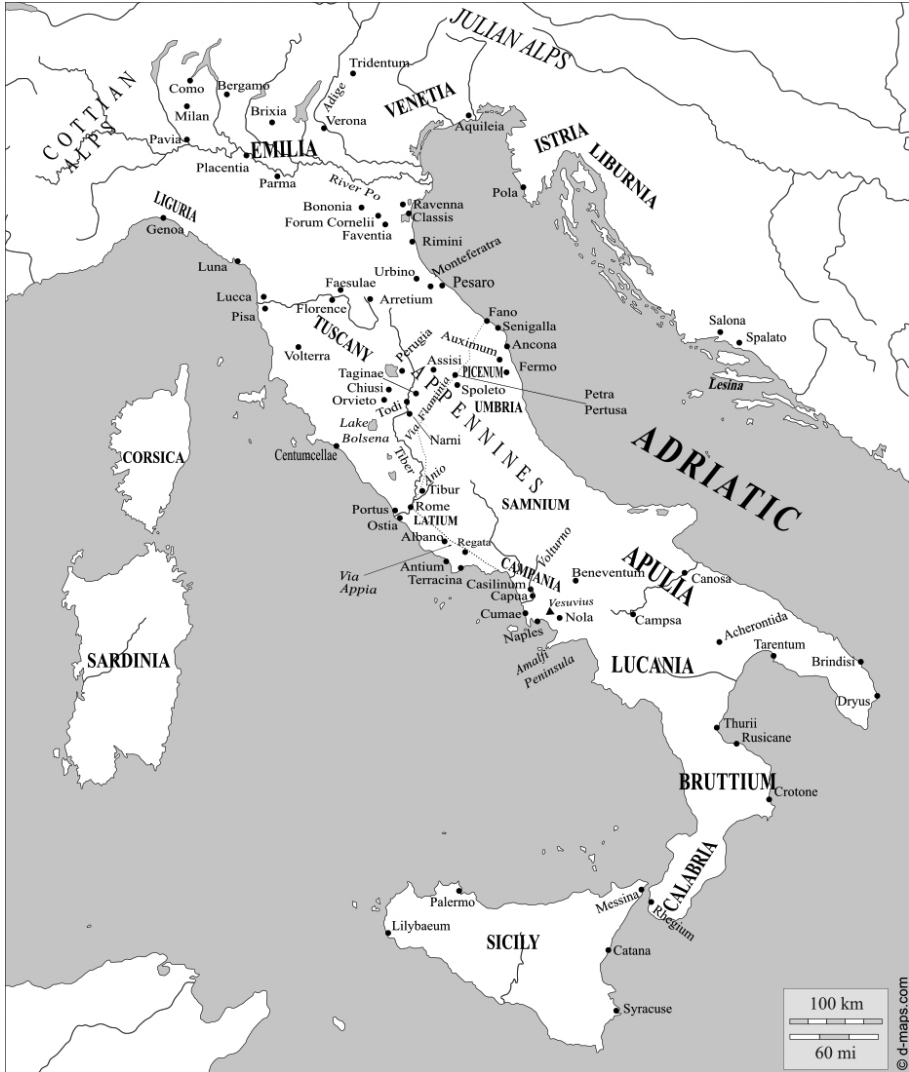 JULIAN ALPS
Tridentum
COTTIAN
ALPS
Como
Bergamo
Adige
VENETIA
Milan
Brixia
Verona
Aquileia
Pavia
EMILIA
ISTRIA
LIBURNIA
Placentia
Parma
River Po
Pola
LIGURIA
Genoa
Bononia
Ravenna
Forum Cornelii
Classis
Faventia
Rimini
Luna
Urbino
Monteferatra
Pesaro
Faesulae
Lucca
Florence
Arretium
Pisa
Fano
Senigalla
TUSCANY
Salona
Spalato
Volterra
Perugia
Auximum
Ancona
Assisi
PICENUM
Fermo
Taginae
Chiusi
Orvieto
APPENNINES
Spoleto
Petra
Pertusa
Lesina
Todi
Via Flaminia
UMBRIA
Lake
Bolsena
Narni
ADRIATIC
CORSICA
Centumcellae
Tiber
Anio
Tibur
Portus
Rome
SAMNIUM
Ostia
LATIUM
Albano
Regata
Volturno
Via
Appia
Antium
Terracina
CAMPANIA
Beneventum
APULIA
Canosa
Casilinum
Capua
Vesuvius
Cumae
Nola
Campsa
Naples
Acherontida
Tarentum
Amalfi
Peninsula
LUCANIA
Brindisi
SARDINIA
Dryus
Thurii
Rusicane
BRUTTIUM
Crotone
CALABRIA
Messina
Rhegium
Palermo
Lilybaeum
SICILY
Catana
Syracuse
100 km
60 mi
© d-maps.com